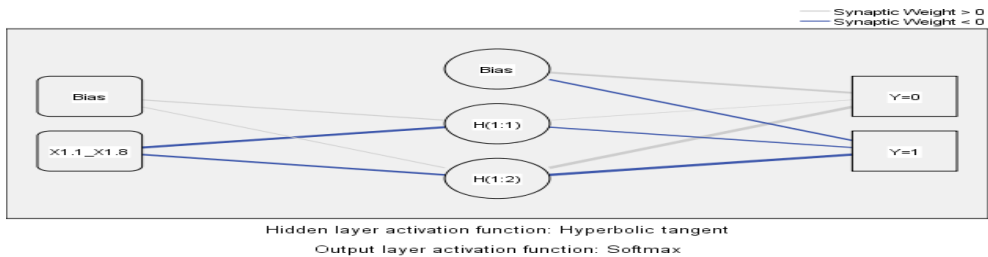 Synaptic Weight > 0
Synaptic Weight < 0
Bias
Bias
Y=0
H(1:1)
X1.1_X1.8
Y=1
H(1:2)
Hidden layer activation function: Hyperbolic tangent
Output layer activation function: Softmax